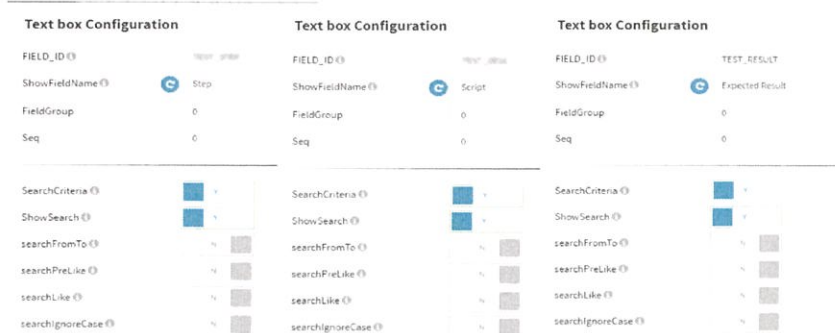 Text box Configuration
FIELD_ID
ShowFieldName Step
FieldGroup 0
Seq 0
SearchCriteria Y
ShowSearch Y
searchFromTo N
searchPreLike N
searchLike N
searchIgnoreCase N
Text box Configuration
FIELD_ID
ShowFieldName Script
FieldGroup 0
Seq 0
SearchCriteria Y
ShowSearch Y
searchFromTo N
searchPreLike N
searchLike N
searchIgnoreCase N
Text box Configuration
FIELD_ID TEST_RESULT
ShowFieldName Expected Result
FieldGroup 0
Seq 0
SearchCriteria Y
ShowSearch Y
searchFromTo N
searchPreLike N
searchLike N
searchIgnoreCase N